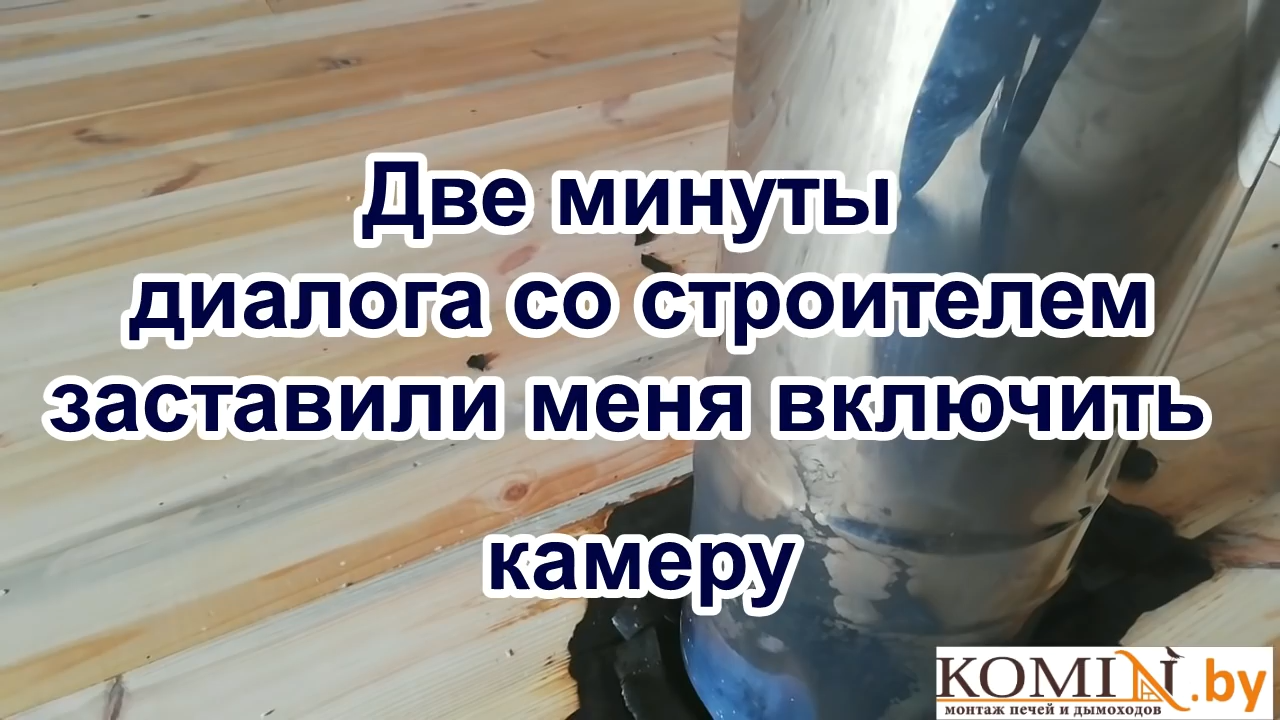 Две минуты
диалога со строителем
заставили меня включить
камеру
KOMIN.by
монтаж печей и дымоходов